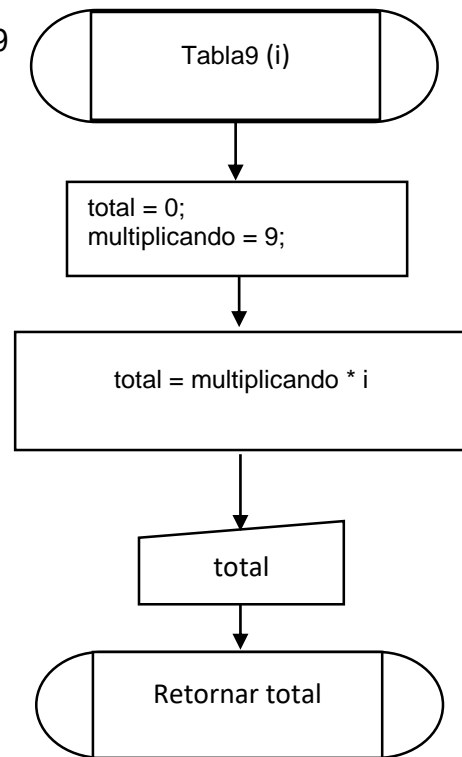 9
Tabla9 (i)
total = 0;
multiplicando = 9;
total = multiplicando * i
total
Retornar total